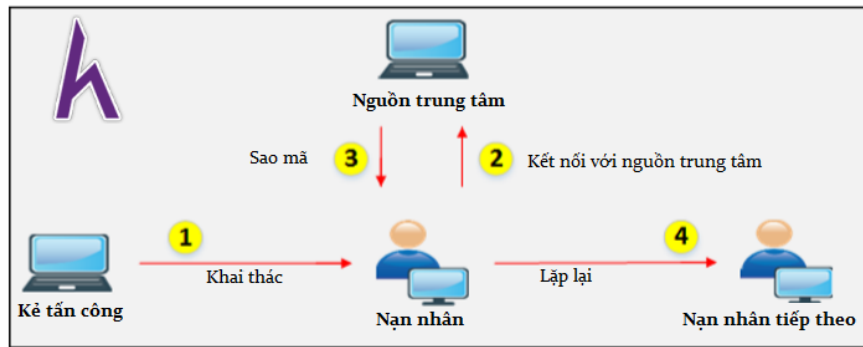 Nguồn trung tâm
Sao mã
3
2
Kết nối với nguồn trung tâm
1
4
Khai thác
Lặp lại
Kẻ tấn công
Nạn nhân
Nạn nhân tiếp theo